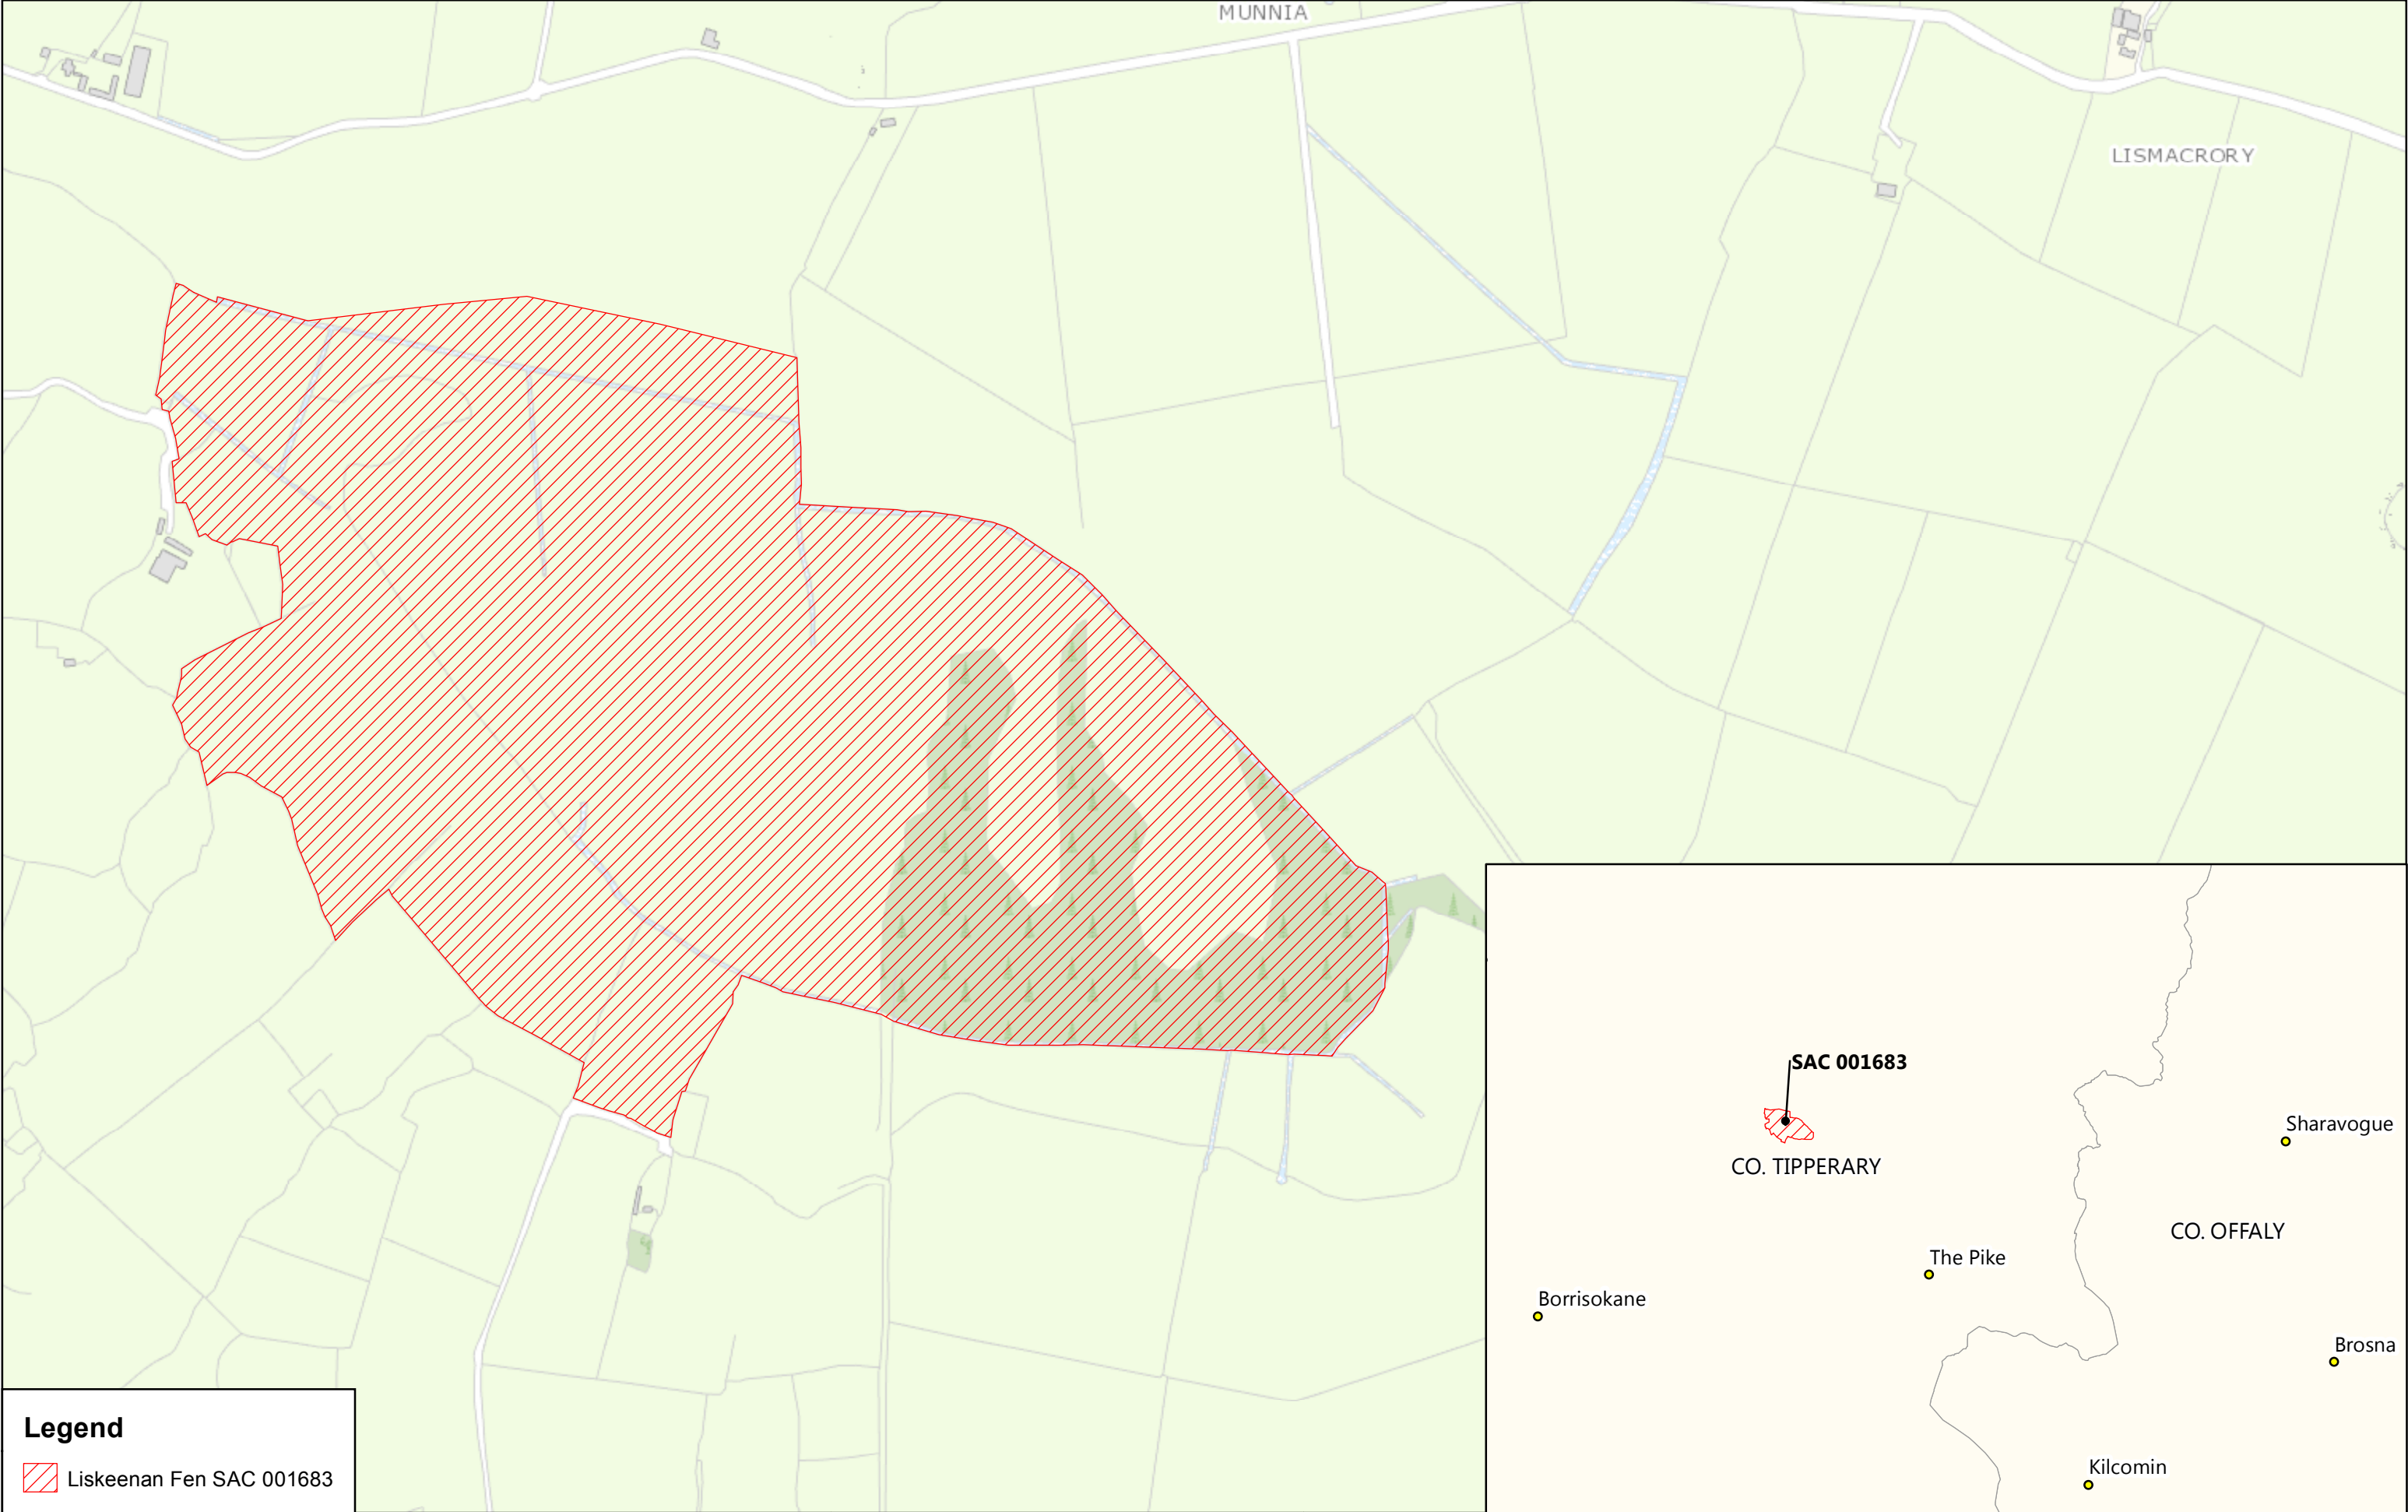 MUNNIA
LISMACRORY
SAC 001683
CO. TIPPERARY
Sharavogue
CO. OFFALY
The Pike
Borrisokane
Brosna
Kilcomin
Legend
Liskeenan Fen SAC 001683